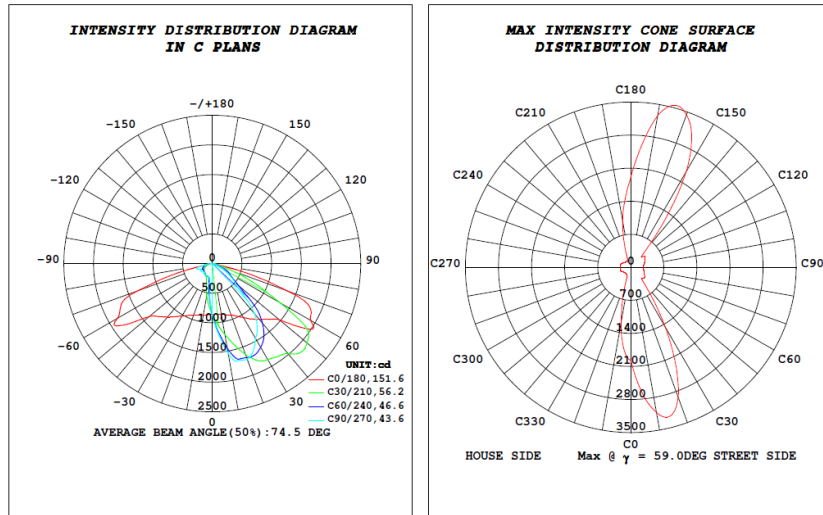 INTENSITY DISTRIBUTION DIAGRAM
IN C PLANS
-/+180
-150
150
-120
120
-90
90
-60
60
-30
30
0
0
500
1000
1500
2000
2500
UNIT:cd
C0/180,151.6
C30/210,56.2
C60/240,46.6
C90/270,43.6
AVERAGE BEAM ANGLE(50%):74.5 DEG
MAX INTENSITY CONE SURFACE
DISTRIBUTION DIAGRAM
C180
C210
C150
C240
C120
C270
C90
C300
C60
C330
C30
C0
0
700
1400
2100
2800
3500
HOUSE SIDE Max @ γ = 59.0DEG STREET SIDE